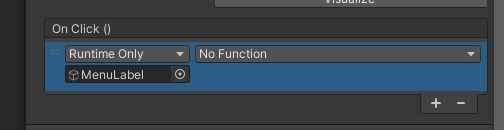 Visualize
On Click ()
Runtime Only No Function
MenuLabel